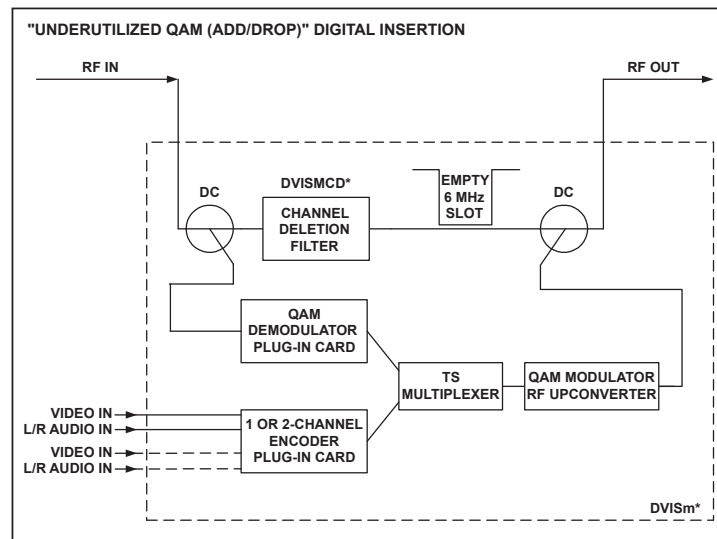 "UNDERUTILIZED QAM (ADD/DROP)" DIGITAL INSERTION
RF IN
RF OUT
DC
DVISMCD*
CHANNEL
DELETION
FILTER
EMPTY
6 MHz
SLOT
DC
QAM
DEMODULATOR
PLUG-IN CARD
TS
MULTIPLEXER
QAM MODULATOR
RF UPCONVERTER
VIDEO IN
L/R AUDIO IN
VIDEO IN
L/R AUDIO IN
1 OR 2-CHANNEL
ENCODER
PLUG-IN CARD
DVISm*